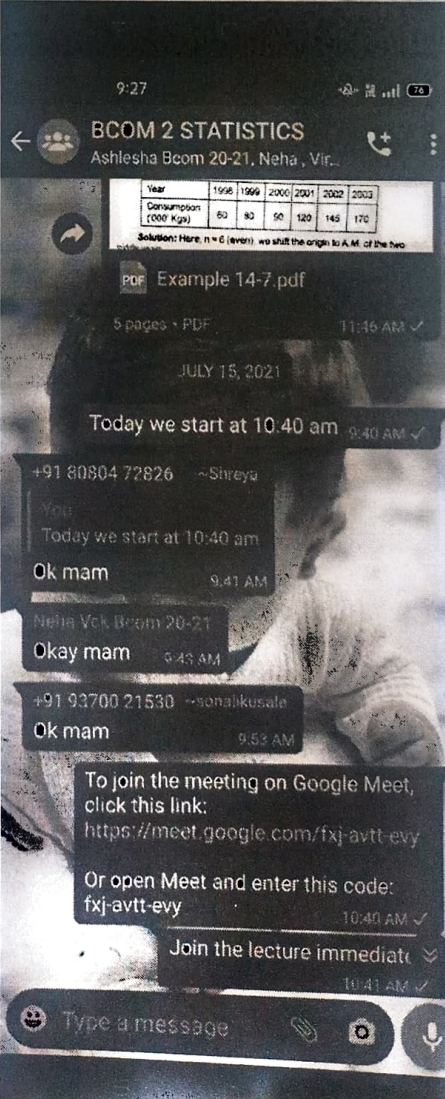 9:27
76
BCOM 2 STATISTICS
Ashlesha Bcom 20-21, Neha , Vir...
Year 1998 1999 2000 2001 2002 2003
Consumption ('000 Kgs) 60 80 90 120 145 170
Solution: Here, n = 6 (even) we shift the origin to A.M. of the two
PDF Example 14-7.pdf
5 pages • PDF 11:46 AM ✓
JULY 15, 2021
Today we start at 10:40 am 9:40 AM ✓
+91 80804 72826 ~Shreya
You
Today we start at 10:40 am
Ok mam 9:41 AM
Neha Vck Bcom 20-21
Okay mam 9:43 AM
+91 93700 21530 ~sonalikusale
Ok mam 9:53 AM
To join the meeting on Google Meet,
click this link:
https://meet.google.com/fxj-avtt-evy
Or open Meet and enter this code:
fxj-avtt-evy
10:40 AM ✓
Join the lecture immediate
10:41 AM ✓
Type a message